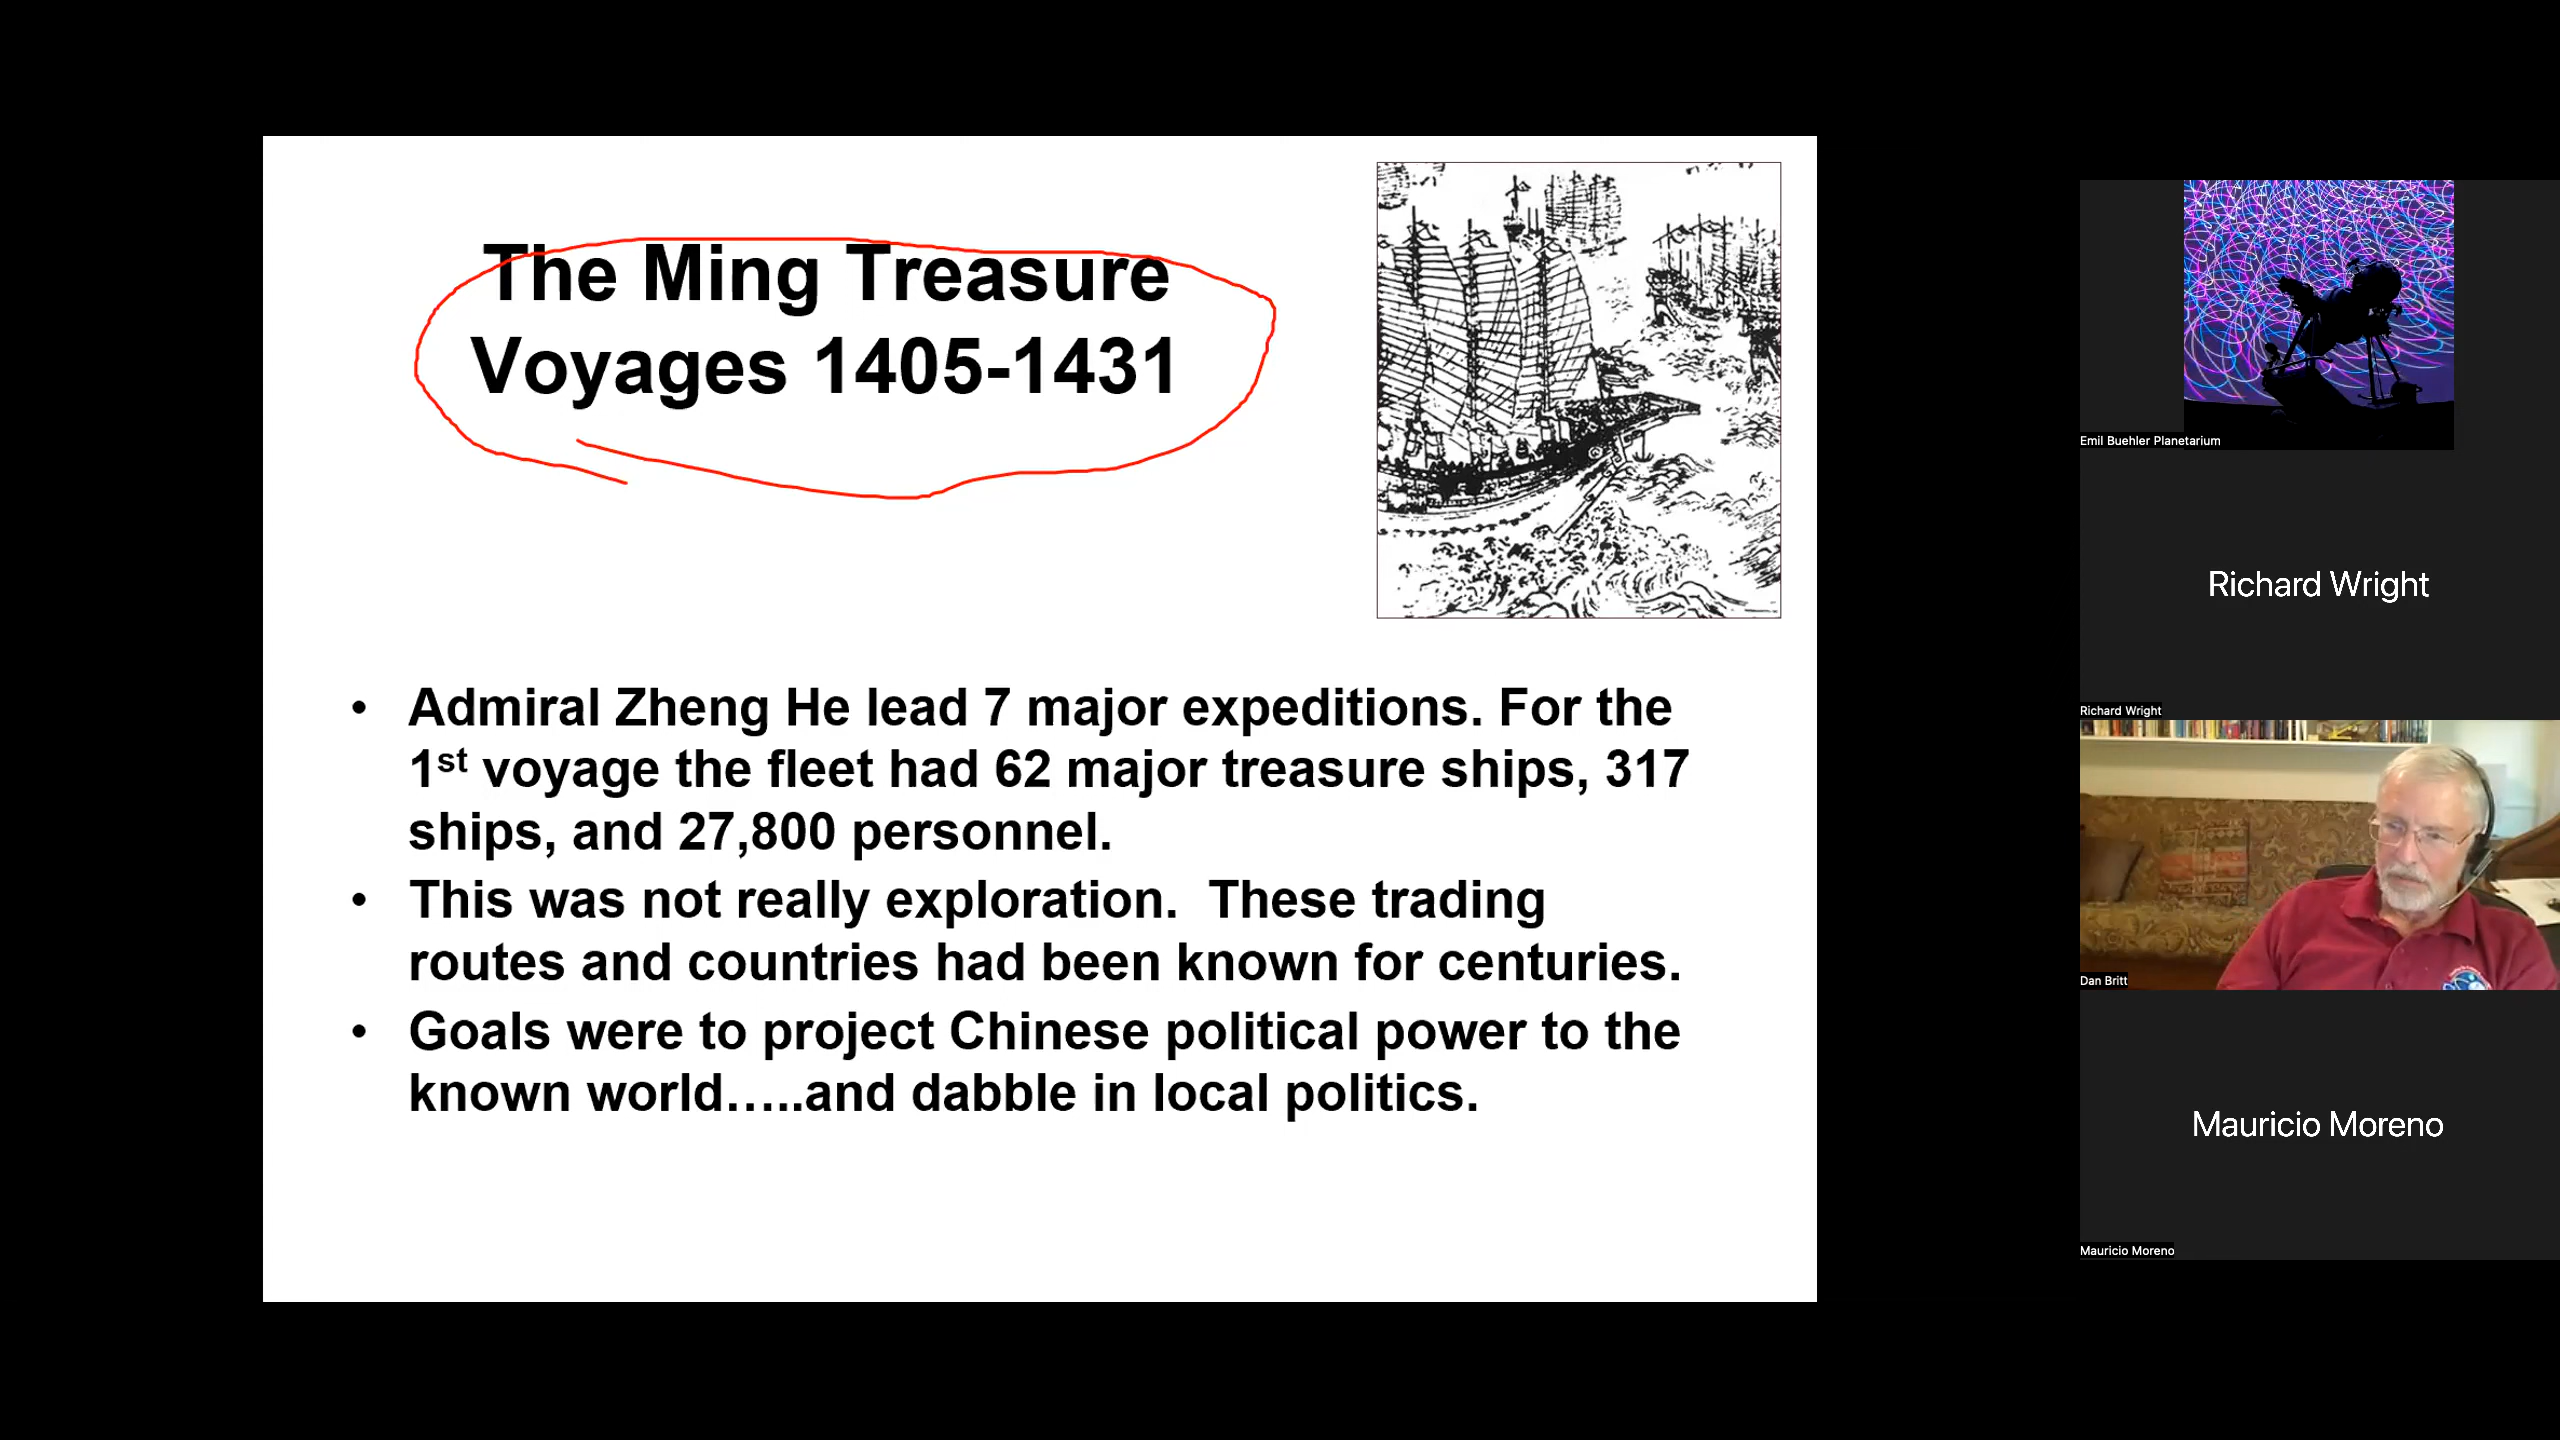 The Ming Treasure
Voyages 1405-1431
• Admiral Zheng He lead 7 major expeditions. For the
1st voyage the fleet had 62 major treasure ships, 317
ships, and 27,800 personnel.
• This was not really exploration. These trading
routes and countries had been known for centuries.
• Goals were to project Chinese political power to the
known world…..and dabble in local politics.
Emil Buehler Planetarium
Richard Wright
Richard Wright
Dan Britt
Mauricio Moreno
Mauricio Moreno